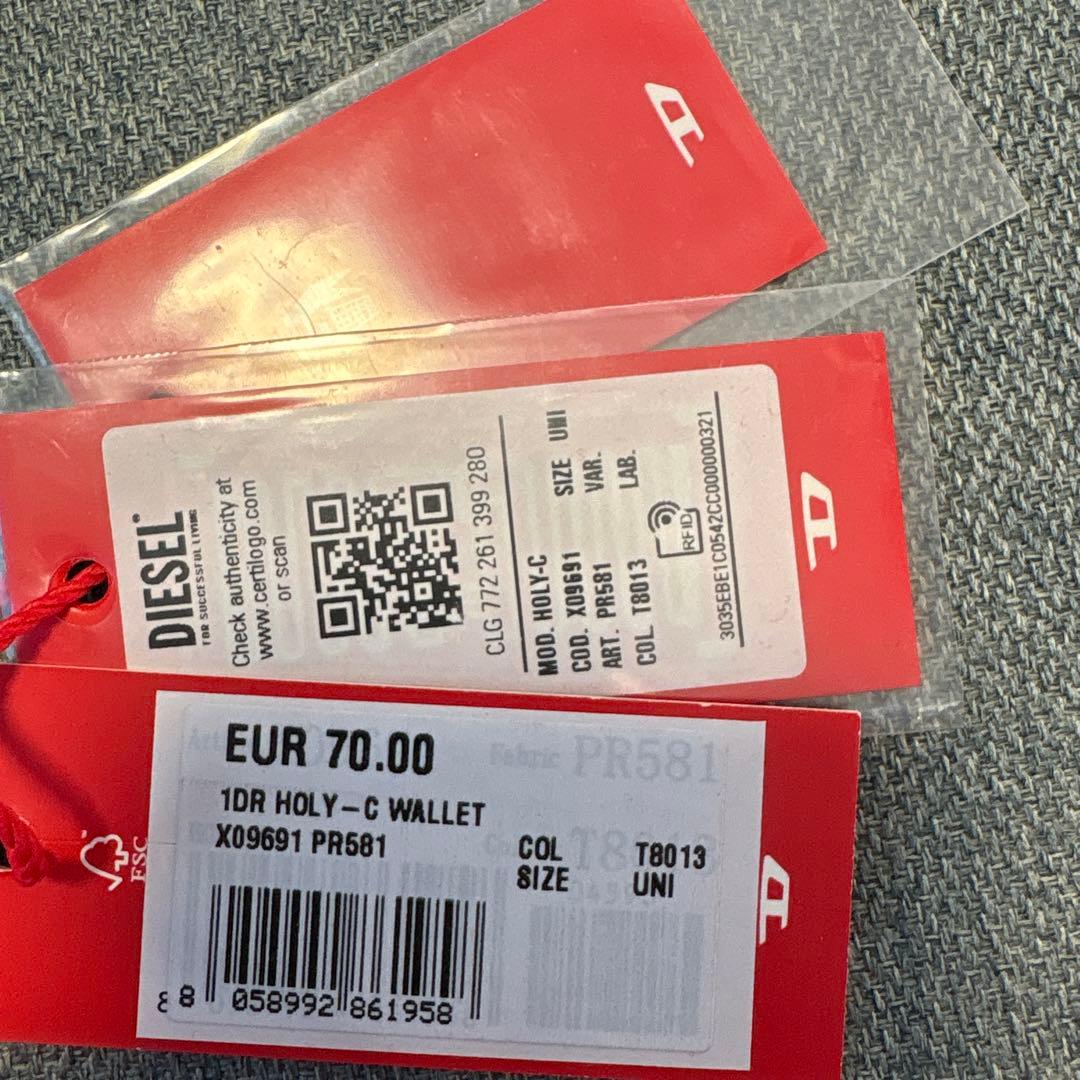 D
DIESEL®
FOR SUCCESSFUL LIVING
Check authenticity at
www.certilogo.com
or scan
CLG 772 261 399 280
MOD. HOLY-C SIZE UNI
COD. X09691 VAR.
ART. PR581 LAB.
COL. T8013
RFID
3035EBE1C0542CC000000321
D
EUR 70.00
Fabric PR581
1DR HOLY-C WALLET
X09691 PR581
COL T8013
SIZE UNI
FSC
D
8 058992 861958